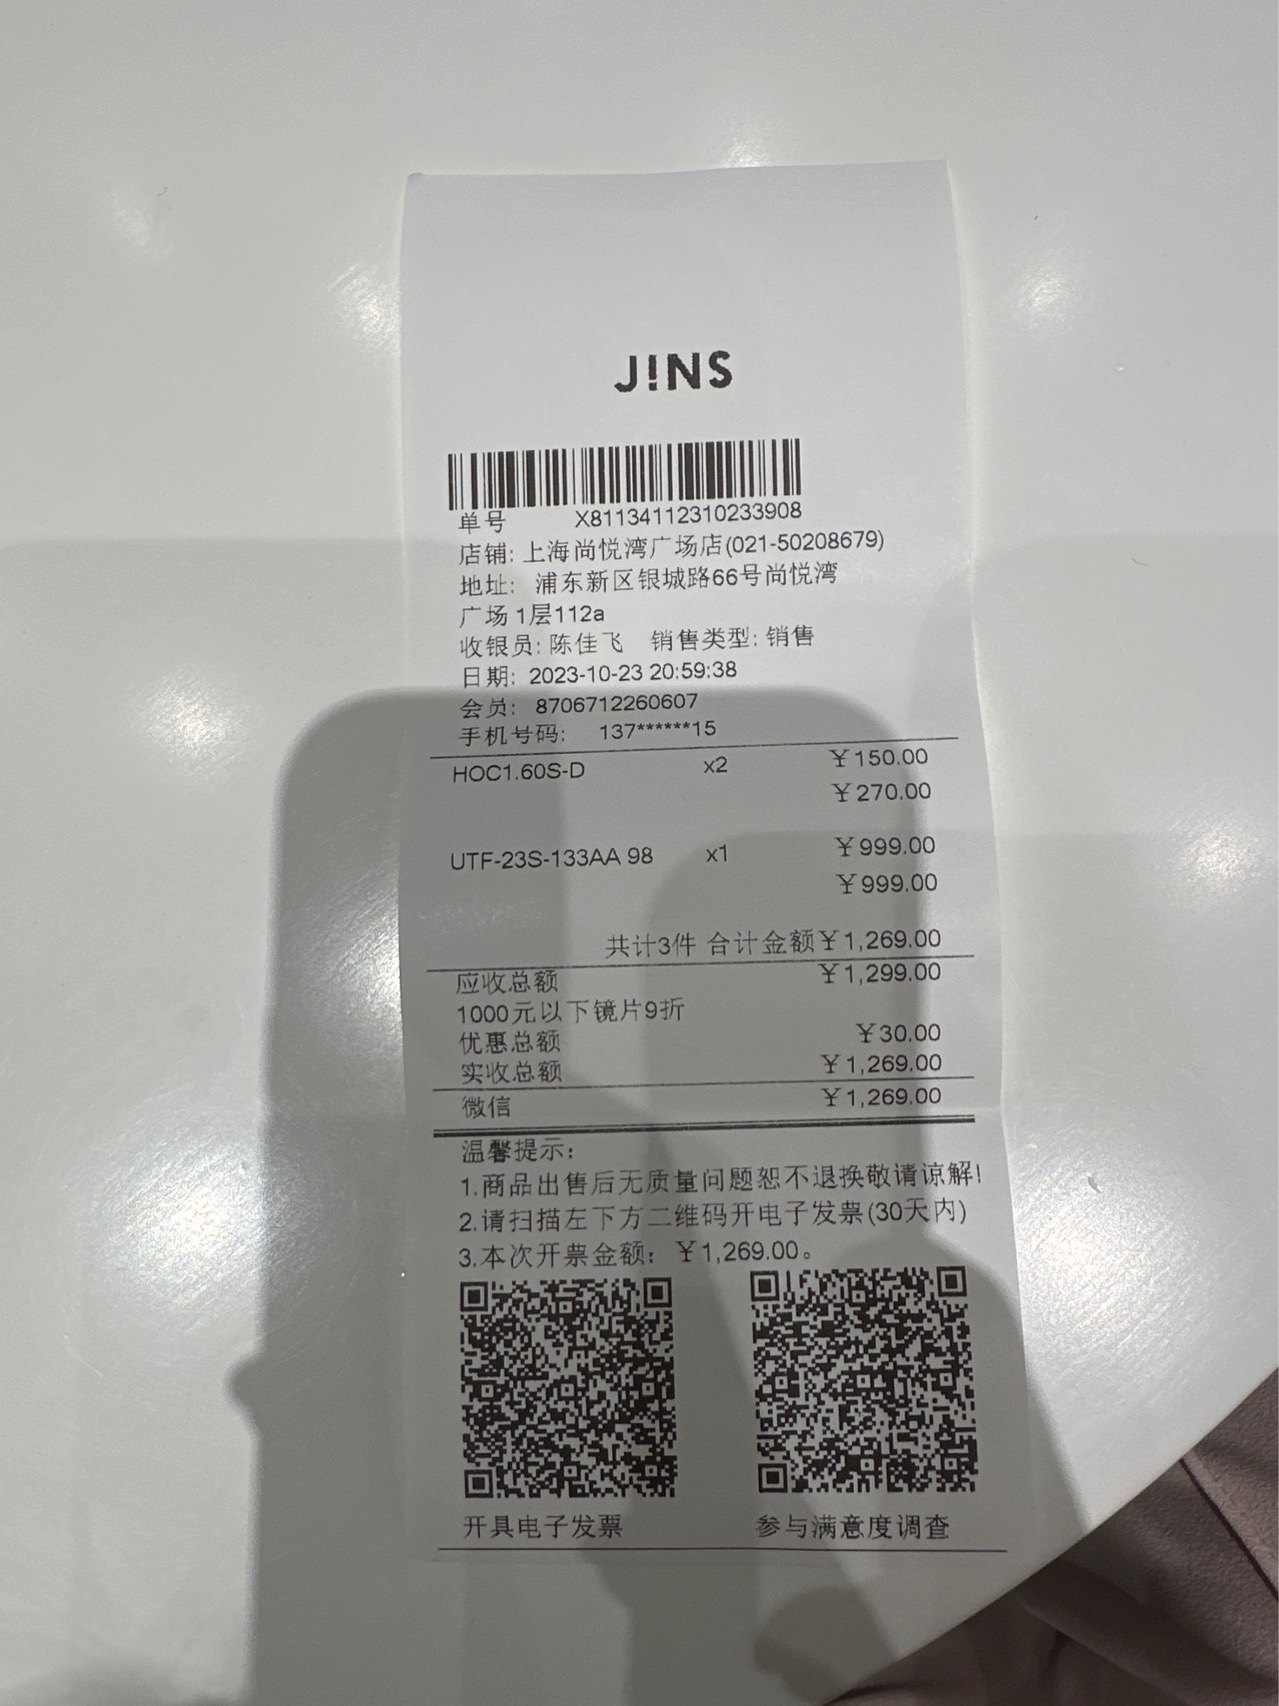 J!NS
单号 X81134112310233908
店铺: 上海尚悦湾广场店(021-50208679)
地址: 浦东新区银城路66号尚悦湾
广场 1层112a
收银员: 陈佳飞 销售类型: 销售
日期: 2023-10-23 20:59:38
会员: 8706712260607
手机号码: 137******15
HOC1.60S-D x2 ¥150.00
¥270.00
UTF-23S-133AA 98 x1 ¥999.00
¥999.00
共计3件 合计金额¥1,269.00
应收总额 ¥1,299.00
1000元以下镜片9折
优惠总额 ¥30.00
实收总额 ¥1,269.00
微信 ¥1,269.00
温馨提示:
1.商品出售后无质量问题恕不退换敬请谅解!
2.请扫描左下方二维码开电子发票(30天内)
3.本次开票金额: ¥1,269.00。
开具电子发票 参与满意度调查